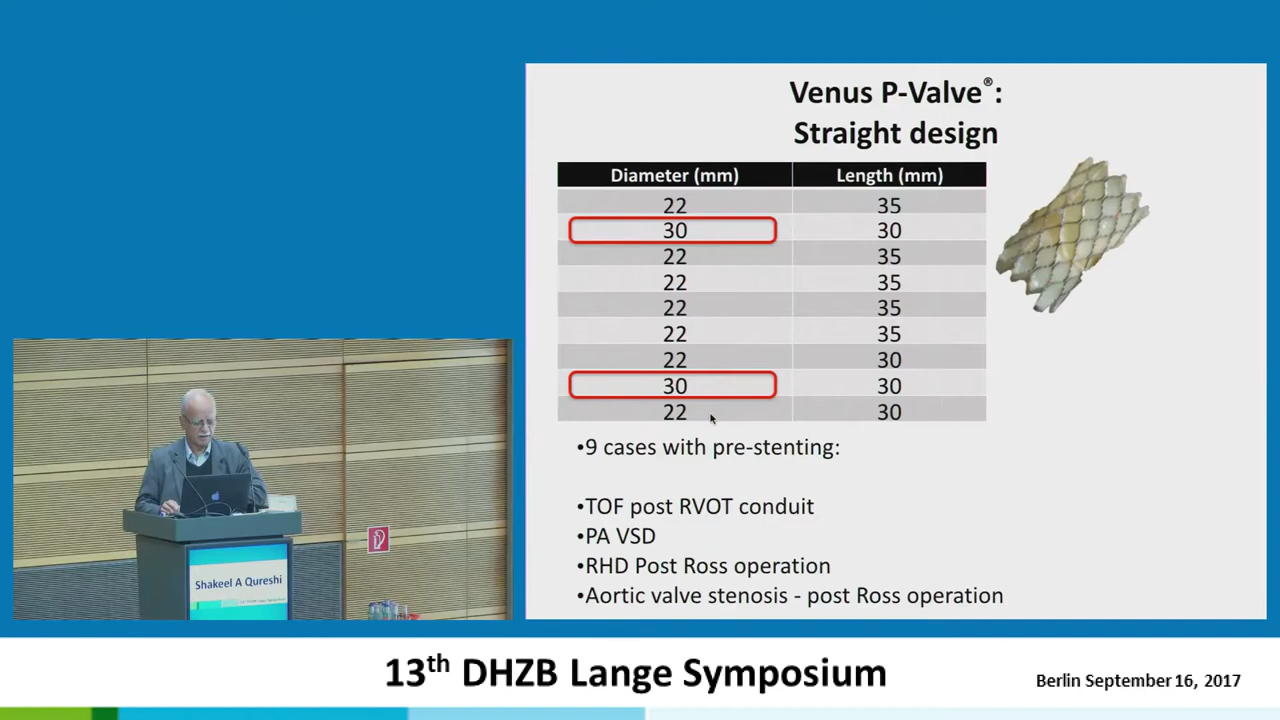 Venus P-Valve®:
Straight design
Diameter (mm) Length (mm)
22 35
30 30
22 35
22 35
22 35
22 35
22 30
30 30
22 30
•9 cases with pre-stenting:
•TOF post RVOT conduit
•PA VSD
•RHD Post Ross operation
•Aortic valve stenosis - post Ross operation
Shakeel A Qureshi
13th DHZB Lange Symposium
Berlin September 16, 2017